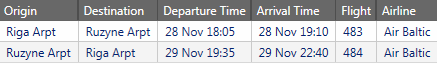 Origin Destination Departure Time Arrival Time Flight Airline
Riga Arpt Ruzyne Arpt 28 Nov 18:05 28 Nov 19:10 483 Air Baltic
Ruzyne Arpt Riga Arpt 29 Nov 19:35 29 Nov 22:40 484 Air Baltic